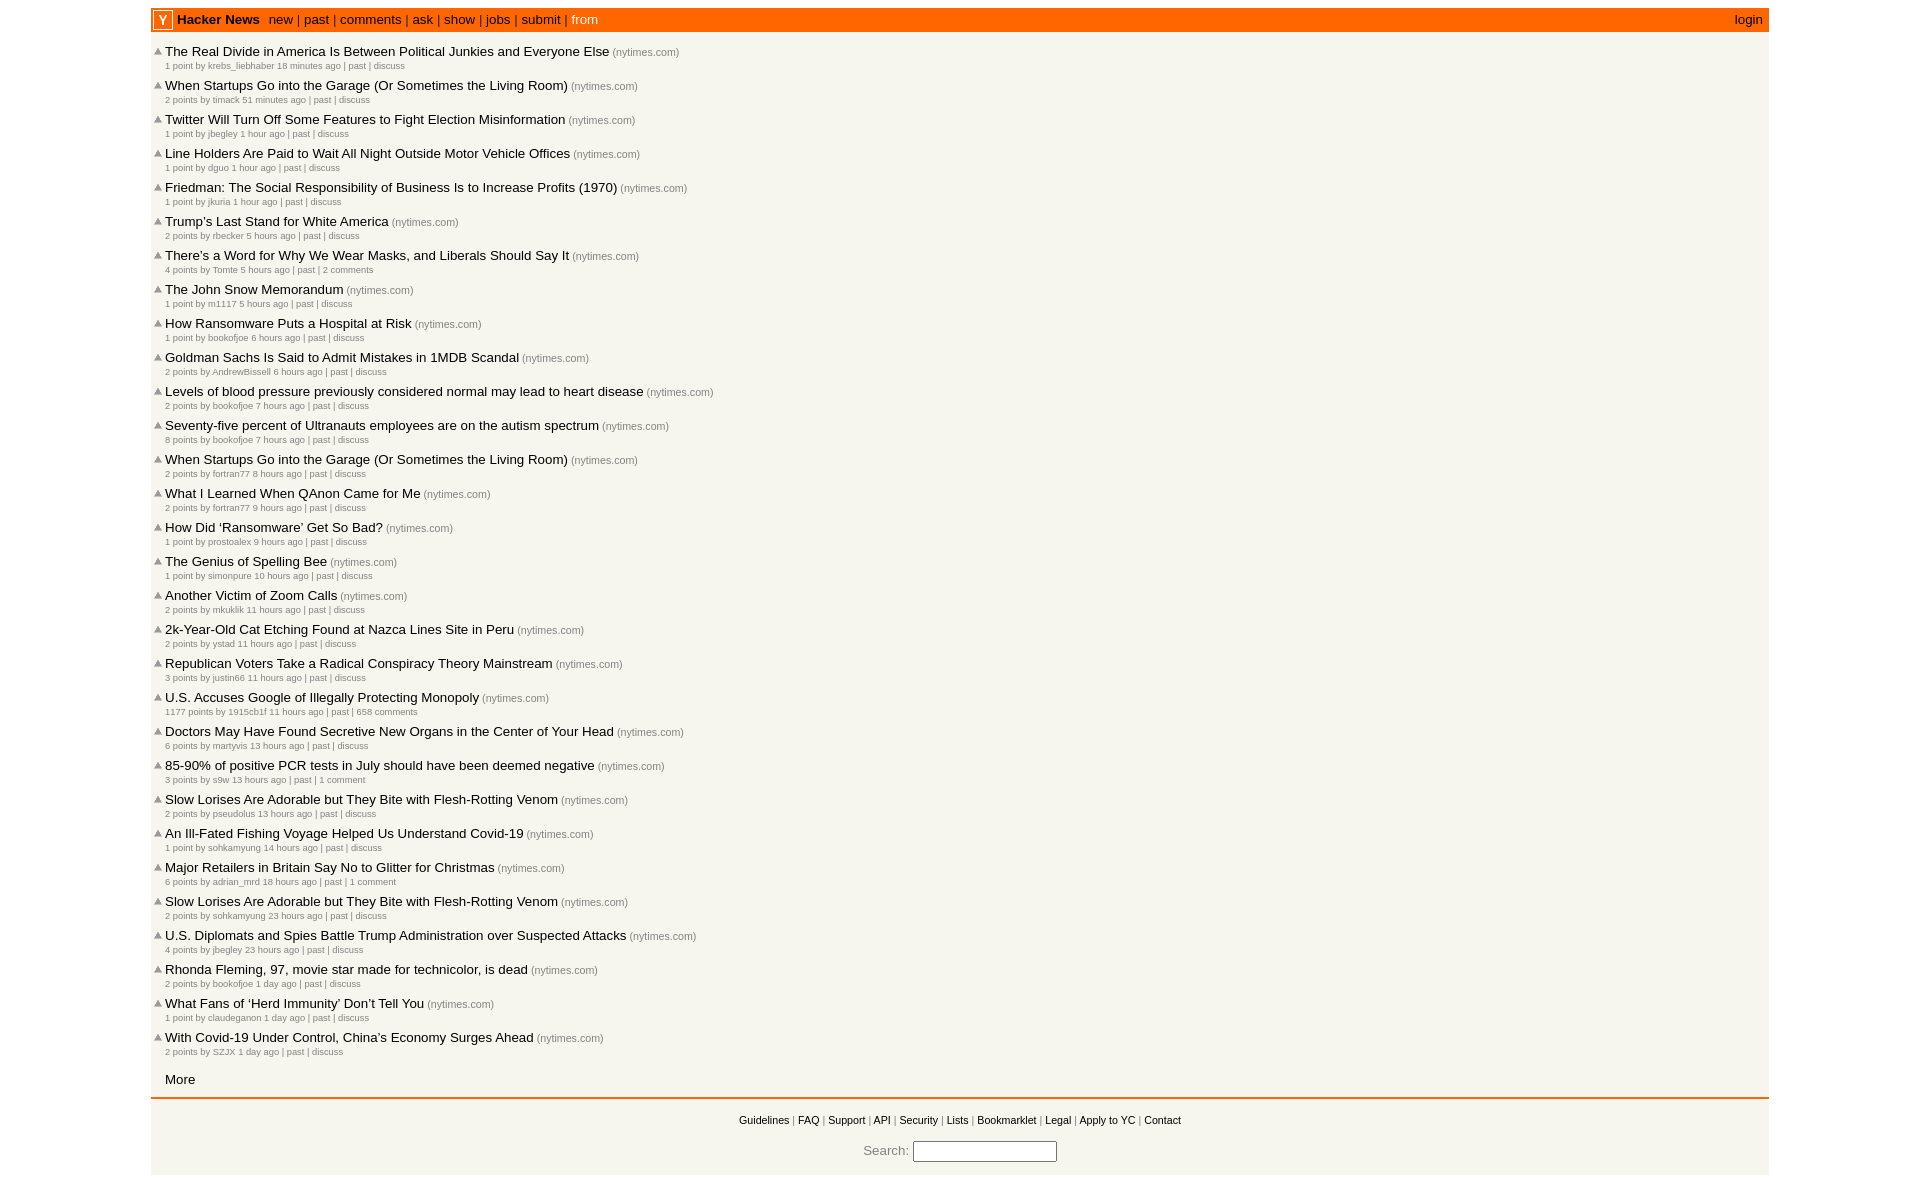 Y Hacker News new | past | comments | ask | show | jobs | submit | from login
The Real Divide in America Is Between Political Junkies and Everyone Else (nytimes.com)
1 point by krebs_liebhaber 18 minutes ago | past | discuss
When Startups Go into the Garage (Or Sometimes the Living Room) (nytimes.com)
2 points by timack 51 minutes ago | past | discuss
Twitter Will Turn Off Some Features to Fight Election Misinformation (nytimes.com)
1 point by jbegley 1 hour ago | past | discuss
Line Holders Are Paid to Wait All Night Outside Motor Vehicle Offices (nytimes.com)
1 point by dguo 1 hour ago | past | discuss
Friedman: The Social Responsibility of Business Is to Increase Profits (1970) (nytimes.com)
1 point by jkuria 1 hour ago | past | discuss
Trump’s Last Stand for White America (nytimes.com)
2 points by rbecker 5 hours ago | past | discuss
There’s a Word for Why We Wear Masks, and Liberals Should Say It (nytimes.com)
4 points by Tomte 5 hours ago | past | 2 comments
The John Snow Memorandum (nytimes.com)
1 point by m1117 5 hours ago | past | discuss
How Ransomware Puts a Hospital at Risk (nytimes.com)
1 point by bookofjoe 6 hours ago | past | discuss
Goldman Sachs Is Said to Admit Mistakes in 1MDB Scandal (nytimes.com)
2 points by AndrewBissell 6 hours ago | past | discuss
Levels of blood pressure previously considered normal may lead to heart disease (nytimes.com)
2 points by bookofjoe 7 hours ago | past | discuss
Seventy-five percent of Ultranauts employees are on the autism spectrum (nytimes.com)
8 points by bookofjoe 7 hours ago | past | discuss
When Startups Go into the Garage (Or Sometimes the Living Room) (nytimes.com)
2 points by fortran77 8 hours ago | past | discuss
What I Learned When QAnon Came for Me (nytimes.com)
2 points by fortran77 9 hours ago | past | discuss
How Did ‘Ransomware’ Get So Bad? (nytimes.com)
1 point by prostoalex 9 hours ago | past | discuss
The Genius of Spelling Bee (nytimes.com)
1 point by simonpure 10 hours ago | past | discuss
Another Victim of Zoom Calls (nytimes.com)
2 points by mkuklik 11 hours ago | past | discuss
2k-Year-Old Cat Etching Found at Nazca Lines Site in Peru (nytimes.com)
2 points by ystad 11 hours ago | past | discuss
Republican Voters Take a Radical Conspiracy Theory Mainstream (nytimes.com)
3 points by justin66 11 hours ago | past | discuss
U.S. Accuses Google of Illegally Protecting Monopoly (nytimes.com)
1177 points by 1915cb1f 11 hours ago | past | 658 comments
Doctors May Have Found Secretive New Organs in the Center of Your Head (nytimes.com)
6 points by martyvis 13 hours ago | past | discuss
85-90% of positive PCR tests in July should have been deemed negative (nytimes.com)
3 points by s9w 13 hours ago | past | 1 comment
Slow Lorises Are Adorable but They Bite with Flesh-Rotting Venom (nytimes.com)
2 points by pseudolus 13 hours ago | past | discuss
An Ill-Fated Fishing Voyage Helped Us Understand Covid-19 (nytimes.com)
1 point by sohkamyung 14 hours ago | past | discuss
Major Retailers in Britain Say No to Glitter for Christmas (nytimes.com)
6 points by adrian_mrd 18 hours ago | past | 1 comment
Slow Lorises Are Adorable but They Bite with Flesh-Rotting Venom (nytimes.com)
2 points by sohkamyung 23 hours ago | past | discuss
U.S. Diplomats and Spies Battle Trump Administration over Suspected Attacks (nytimes.com)
4 points by jbegley 23 hours ago | past | discuss
Rhonda Fleming, 97, movie star made for technicolor, is dead (nytimes.com)
2 points by bookofjoe 1 day ago | past | discuss
What Fans of ‘Herd Immunity’ Don’t Tell You (nytimes.com)
1 point by claudeganon 1 day ago | past | discuss
With Covid-19 Under Control, China’s Economy Surges Ahead (nytimes.com)
2 points by SZJX 1 day ago | past | discuss
More
Guidelines | FAQ | Support | API | Security | Lists | Bookmarklet | Legal | Apply to YC | Contact
Search: